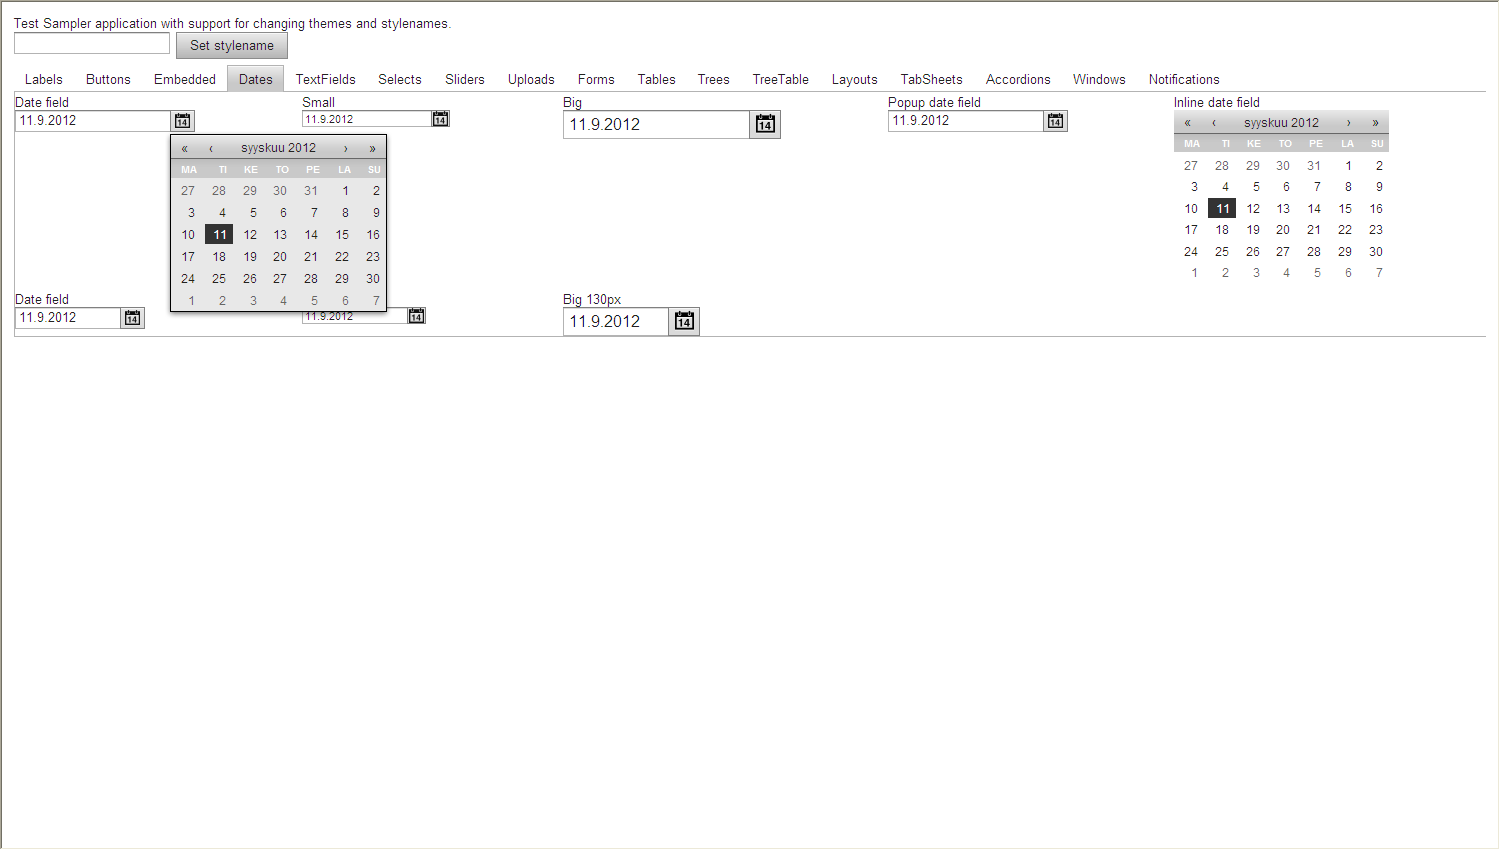 Test Sampler application with support for changing themes and stylenames.
Set stylename
Labels Buttons Embedded Dates TextFields Selects Sliders Uploads Forms Tables Trees TreeTable Layouts TabSheets Accordions Windows Notifications
Date field Small Big Popup date field Inline date field
11.9.2012 14 11.9.2012 14 11.9.2012 14 11.9.2012 14
« ‹ syyskuu 2012 › »
MA TI KE TO PE LA SU
27 28 29 30 31 1 2
3 4 5 6 7 8 9
10 11 12 13 14 15 16
17 18 19 20 21 22 23
24 25 26 27 28 29 30
1 2 3 4 5 6 7
« ‹ syyskuu 2012 › »
MA TI KE TO PE LA SU
27 28 29 30 31 1 2
3 4 5 6 7 8 9
10 11 12 13 14 15 16
17 18 19 20 21 22 23
24 25 26 27 28 29 30
1 2 3 4 5 6 7
Date field Big 130px
11.9.2012 14 11.9.2012 14 11.9.2012 14